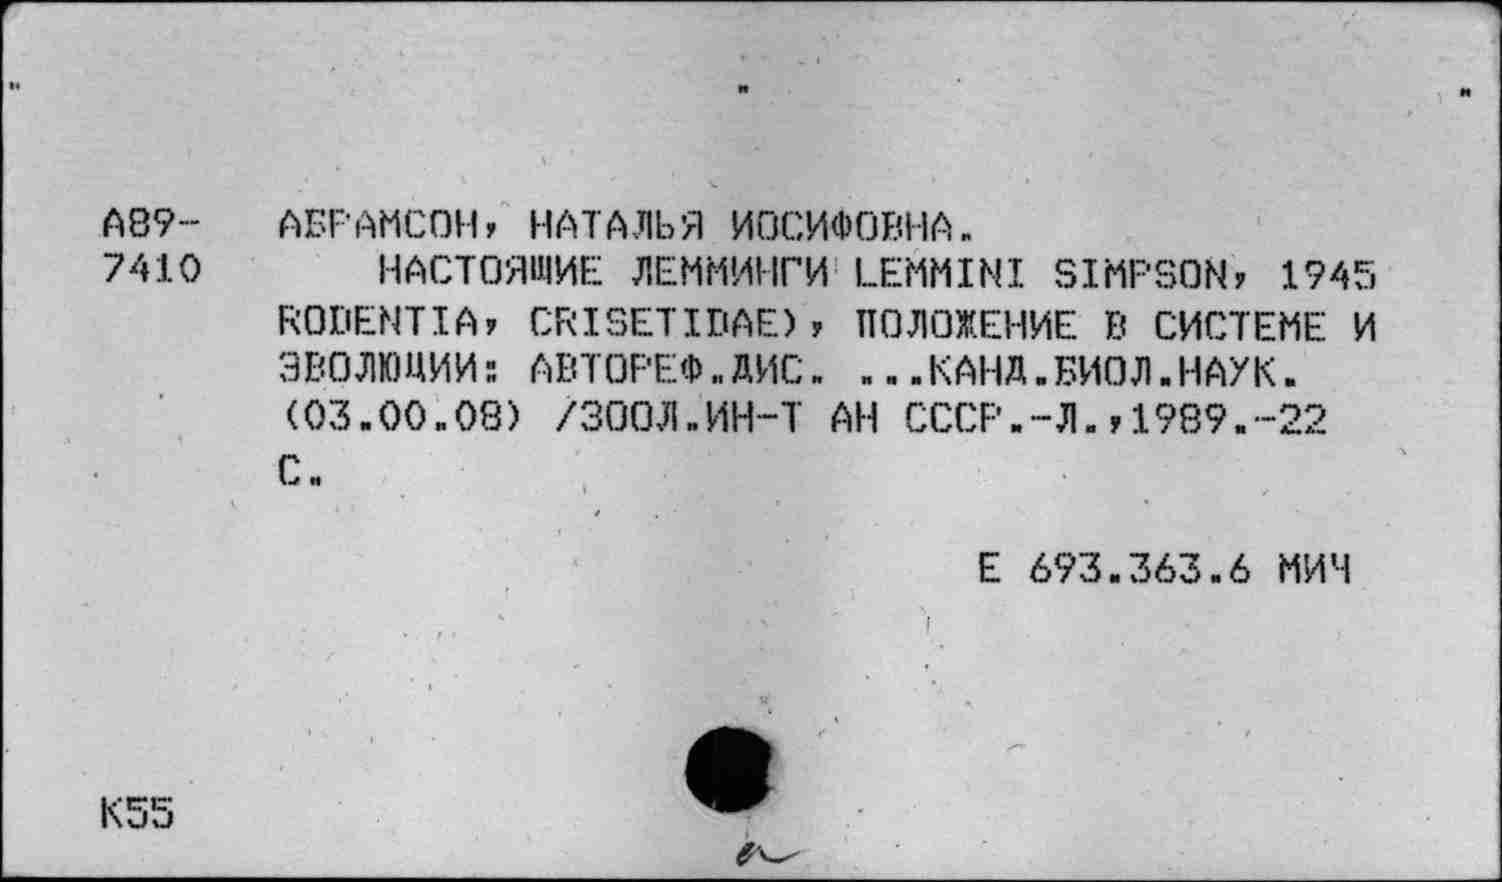 А89- АБРАМСОН, НАТАЛЬЯ ИОСИФОВНА.
7410 НАСТОЯЩИЕ ЛЕММИНГИ LEMMINI SIMPSON, 1945
RODENTIA, CRISETIDAE), ПОЛОЖЕНИЕ В СИСТЕМЕ И
ЭВОЛЮЦИИ: АВТОРЕФ.ДИС. ...КАНД.БИОЛ.НАУК.
(03.00.08) /ЗООЛ.ИН-Т АН СССР.-Л.,1989.-22
С.
Е 693.363.6 МИЧ
К55